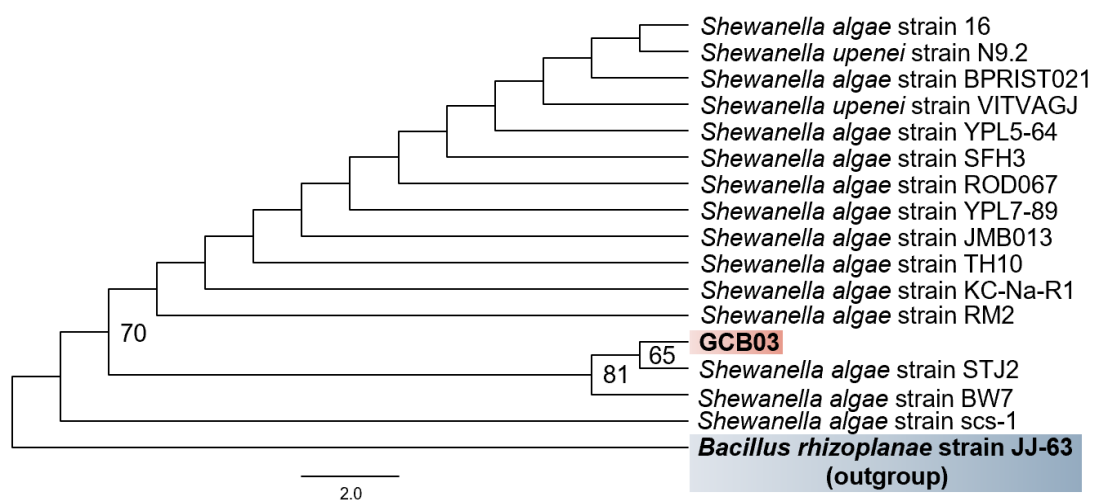 Shewanella algae strain 16
Shewanella upenei strain N9.2
Shewanella algae strain BPRIST021
Shewanella upenei strain VITVAGJ
Shewanella algae strain YPL5-64
Shewanella algae strain SFH3
Shewanella algae strain ROD067
Shewanella algae strain YPL7-89
Shewanella algae strain JMB013
Shewanella algae strain TH10
Shewanella algae strain KC-Na-R1
Shewanella algae strain RM2
70
GCB03
65
Shewanella algae strain STJ2
81
Shewanella algae strain BW7
Shewanella algae strain scs-1
Bacillus rhizoplanae strain JJ-63
(outgroup)
2.0